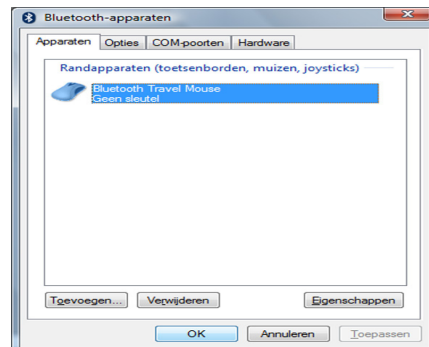 Bluetooth-apparaten
Apparaten Opties COM-poorten Hardware
Randapparaten (toetsenborden, muizen, joysticks)
Bluetooth Travel Mouse
Geen sleutel
Toevoegen... Verwijderen Eigenschappen
OK Annuleren Toepassen